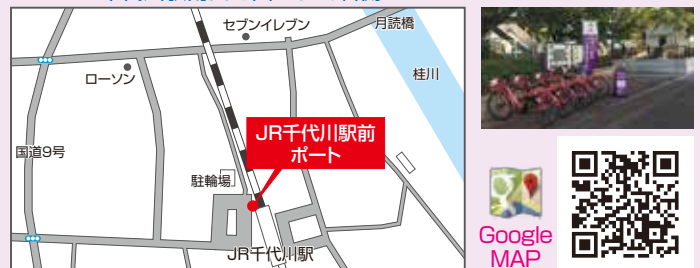 セブンイレブン
月読橋
ローソン
桂川
JR千代川駅前
ポート
国道9号
駐輪場
JR千代川駅
Google
MAP